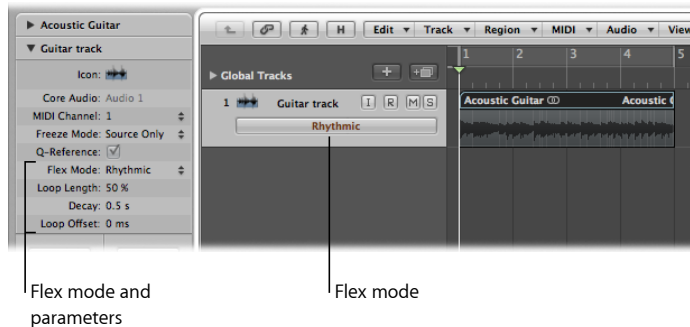 Acoustic Guitar
Guitar track
Icon:
Core Audio: Audio 1
MIDI Channel: 1
Freeze Mode: Source Only
Q-Reference:
Flex Mode: Rhythmic
Loop Length: 50 %
Decay: 0.5 s
Loop Offset: 0 ms
H Edit Track Region MIDI Audio View
1 2 3 4 5
Global Tracks
1 Guitar track I R M S
Rhythmic
Acoustic Guitar Acoustic G
Flex mode and
parameters
Flex mode